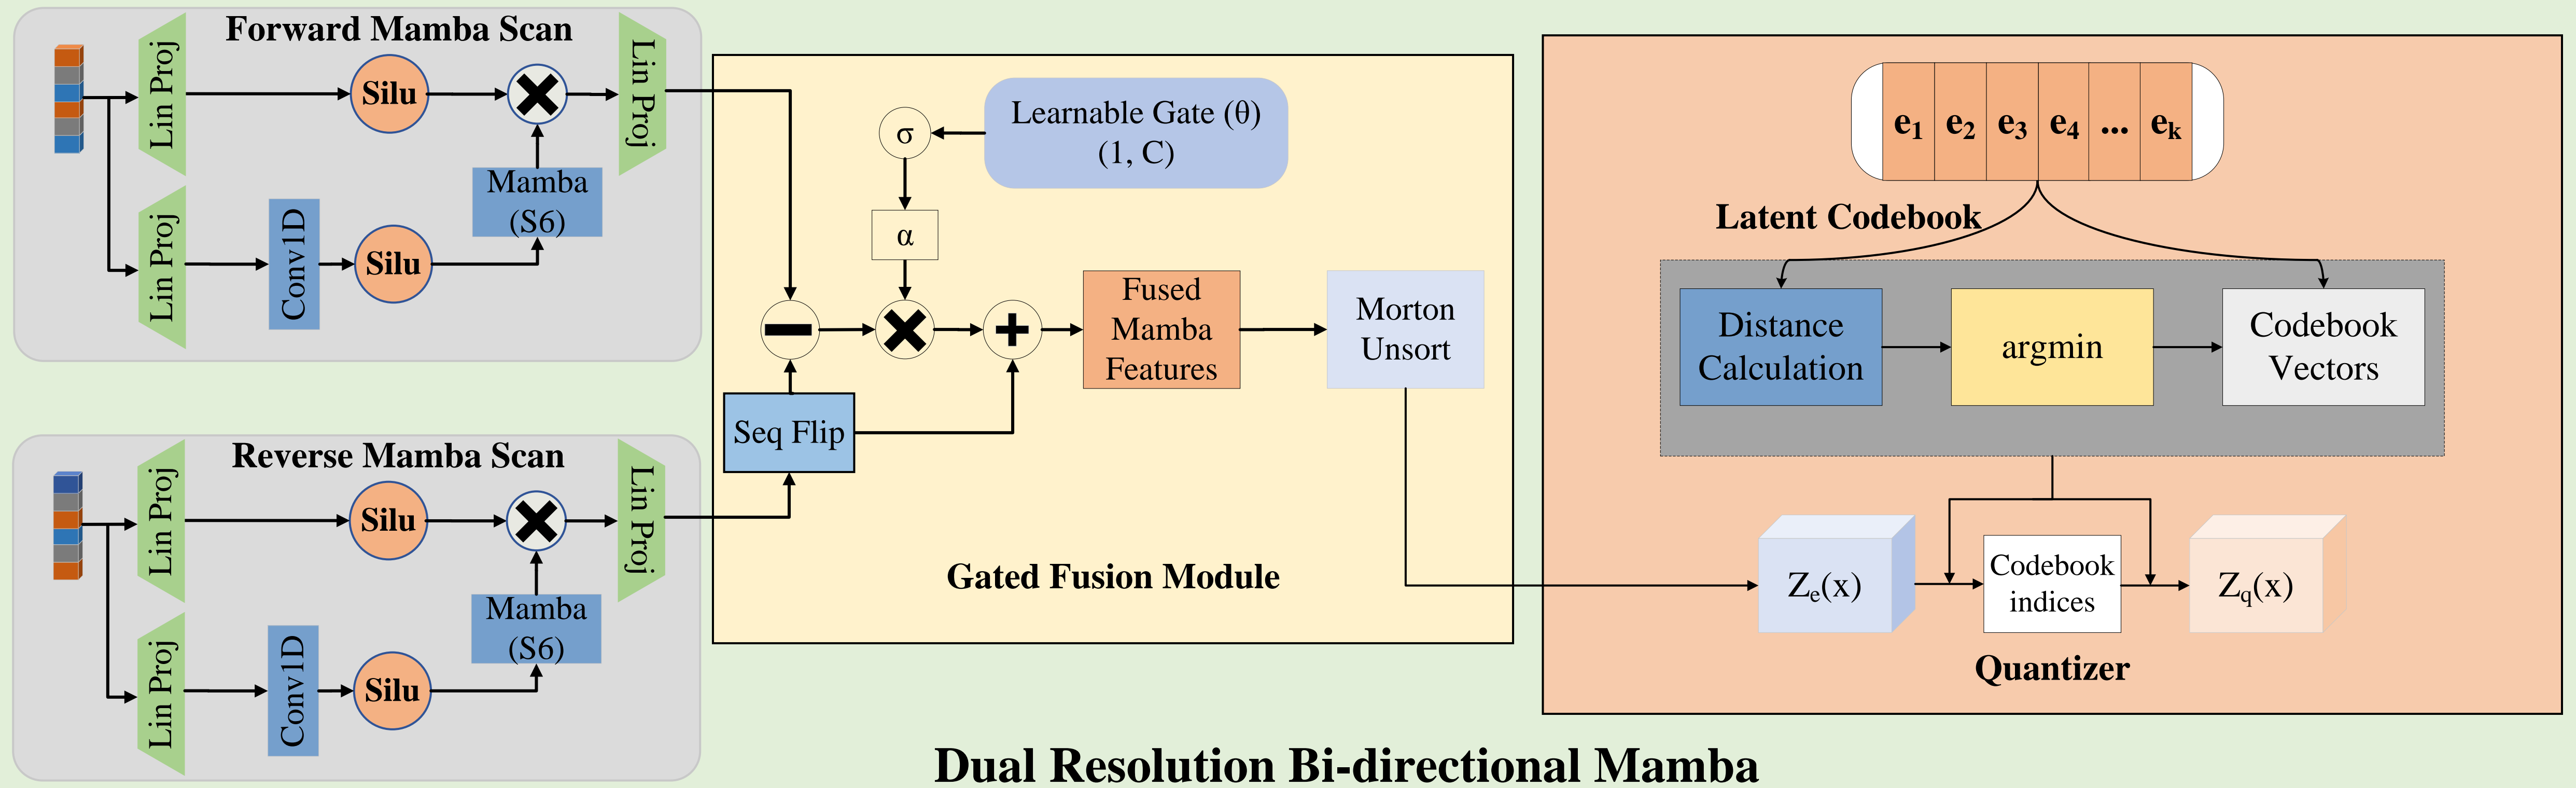 Forward Mamba Scan
Lin Proj
Silu
Lin Proj
Mamba
(S6)
Lin Proj
Conv1D
Silu
Reverse Mamba Scan
Lin Proj
Silu
Lin Proj
Mamba
(S6)
Lin Proj
Conv1D
Silu
Learnable Gate (θ)
(1, C)
σ
α
Fused
Mamba
Features
Morton
Unsort
Seq Flip
Gated Fusion Module
e1 e2 e3 e4 ... ek
Latent Codebook
Distance
Calculation
argmin
Codebook
Vectors
Ze(x)
Codebook
indices
Zq(x)
Quantizer
Dual Resolution Bi-directional Mamba